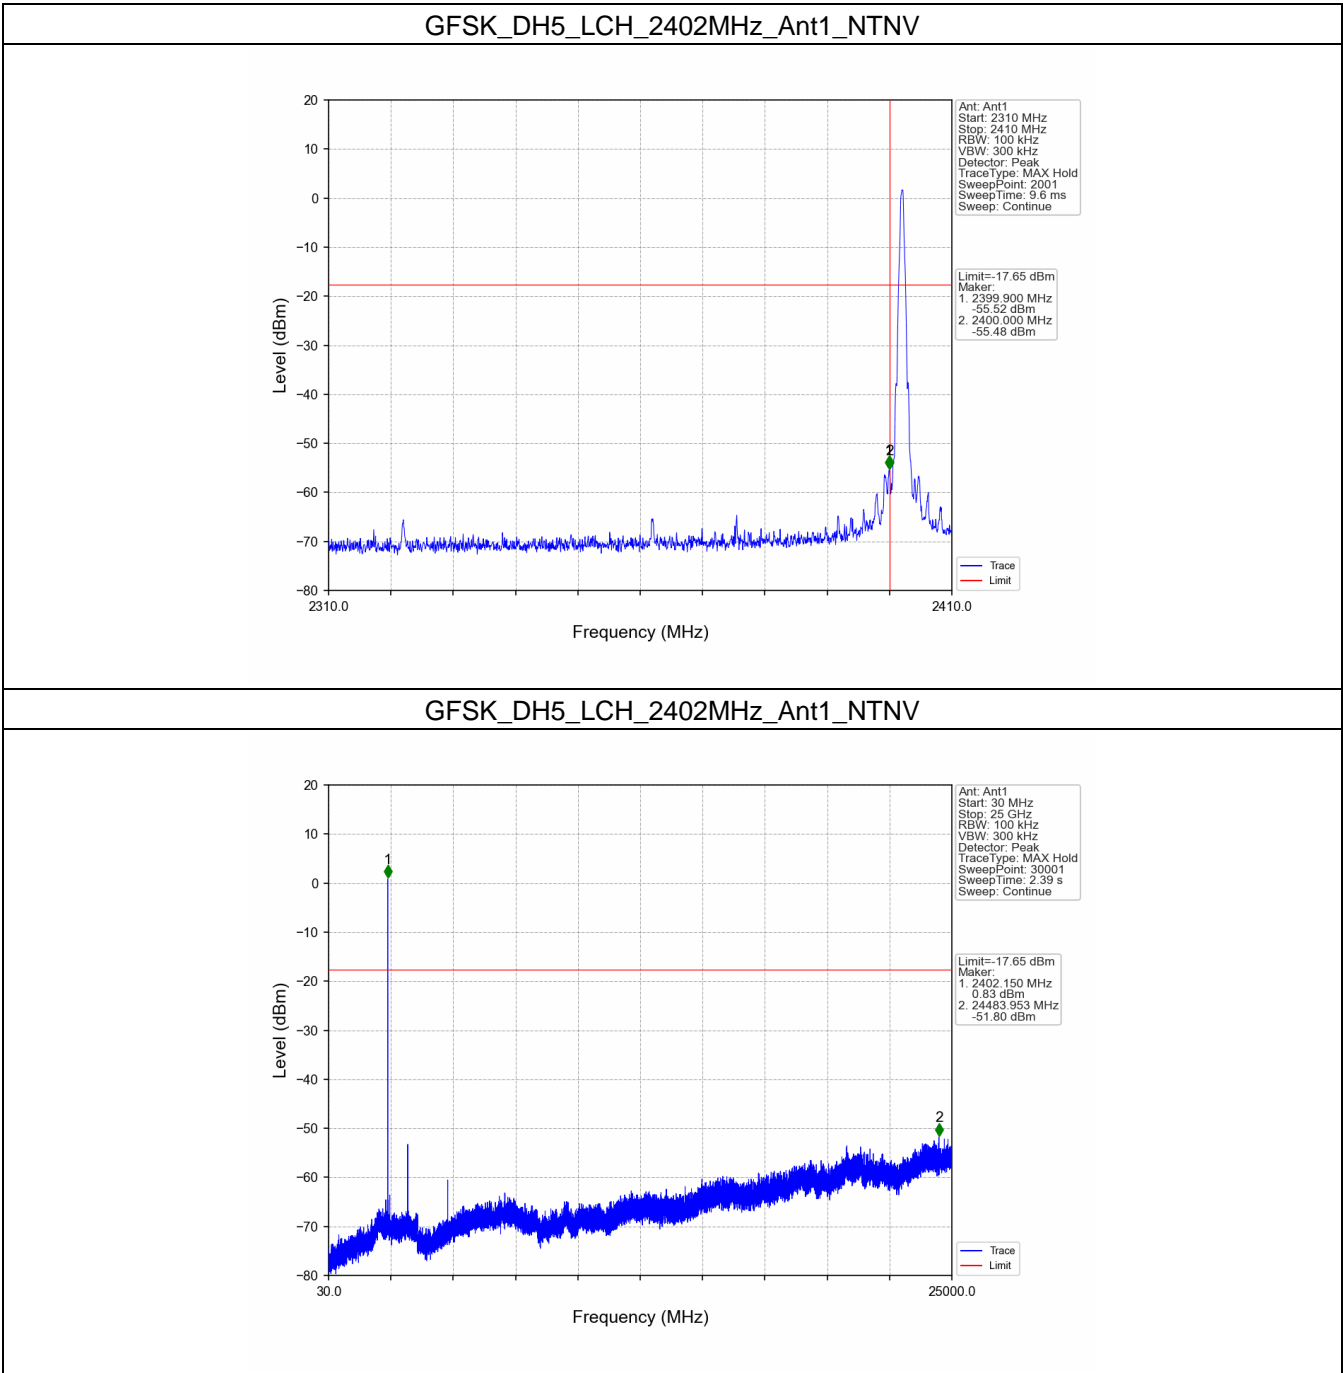 GFSK_DH5_LCH_2402MHz_Ant1_NTNV
20
10
0
−10
−20
−30
−40
−50
−60
−70
−80
Level (dBm)
2310.0
2410.0
Frequency (MHz)
2
Ant: Ant1
Start: 2310 MHz
Stop: 2410 MHz
RBW: 100 kHz
VBW: 300 kHz
Detector: Peak
TraceType: MAX Hold
SweepPoint: 2001
SweepTime: 9.6 ms
Sweep: Continue
Limit=-17.65 dBm
Maker:
1. 2399.900 MHz
-55.52 dBm
2. 2400.000 MHz
-55.48 dBm
Trace
Limit
GFSK_DH5_LCH_2402MHz_Ant1_NTNV
20
10
0
−10
−20
−30
−40
−50
−60
−70
−80
Level (dBm)
30.0
25000.0
Frequency (MHz)
1
2
Ant: Ant1
Start: 30 MHz
Stop: 25 GHz
RBW: 100 kHz
VBW: 300 kHz
Detector: Peak
TraceType: MAX Hold
SweepPoint: 30001
SweepTime: 2.39 s
Sweep: Continue
Limit=-17.65 dBm
Maker:
1. 2402.150 MHz
0.83 dBm
2. 24483.953 MHz
-51.80 dBm
Trace
Limit